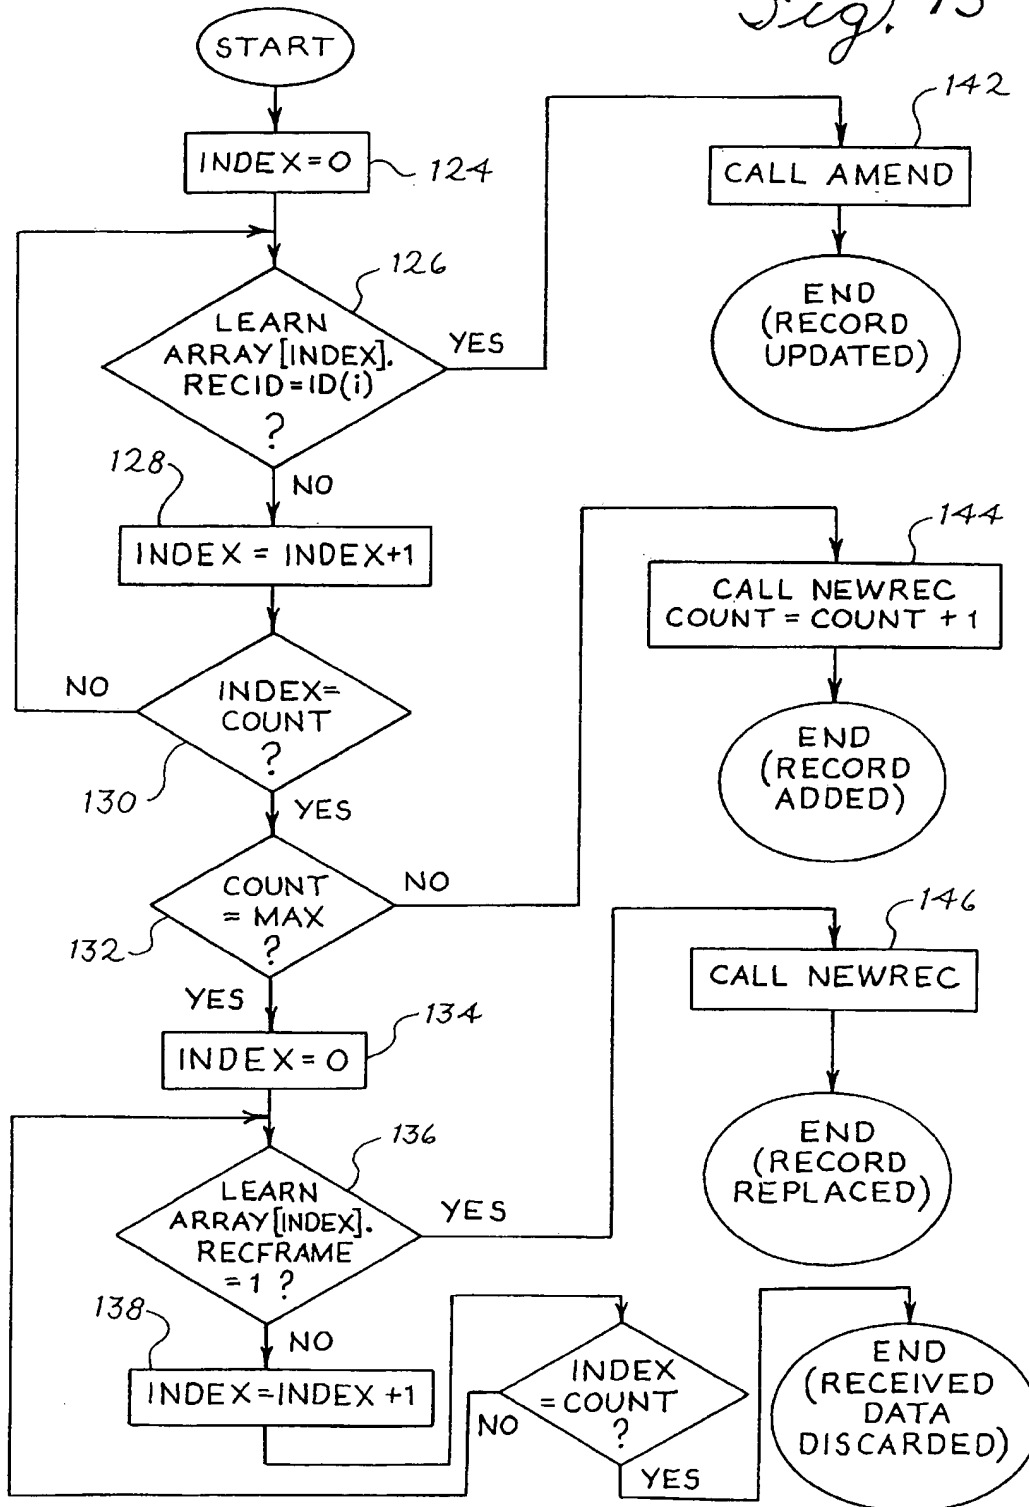 Fig. 13
START
INDEX=0
124
142
CALL AMEND
126
LEARN
ARRAY[INDEX].
RECID=ID(i)
?
YES
END
(RECORD
UPDATED)
NO
128
INDEX = INDEX+1
144
CALL NEWREC
COUNT = COUNT + 1
NO
INDEX=
COUNT
?
130
YES
END
(RECORD
ADDED)
COUNT
= MAX
?
132
NO
YES
146
CALL NEWREC
134
INDEX = 0
136
LEARN
ARRAY[INDEX].
RECFRAME
= 1 ?
YES
END
(RECORD
REPLACED)
NO
138
INDEX=INDEX +1
INDEX
= COUNT
?
NO
YES
END
(RECEIVED
DATA
DISCARDED)